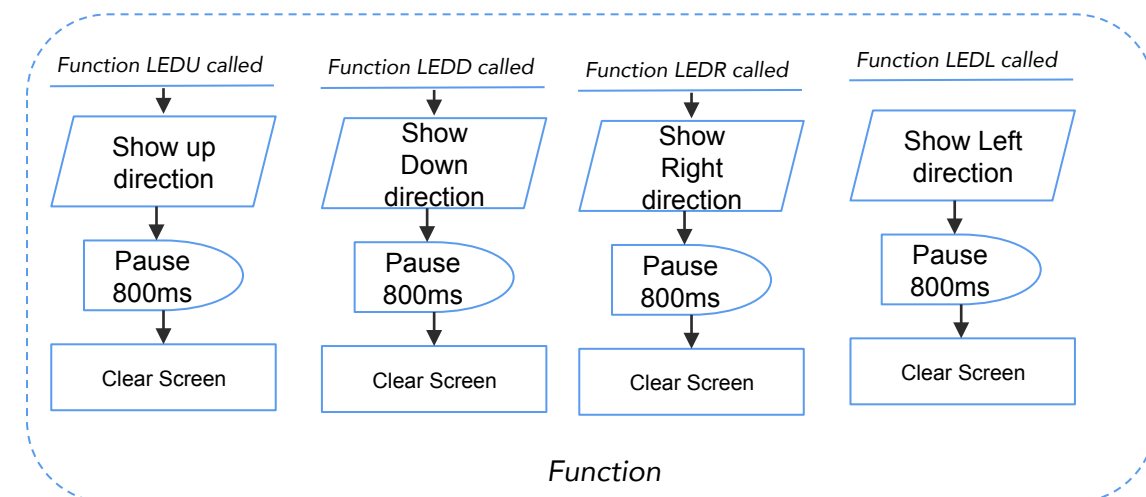 Function LEDU called
Show up
direction
Pause
800ms
Clear Screen
Function LEDD called
Show
Down
direction
Pause
800ms
Clear Screen
Function LEDR called
Show
Right
direction
Pause
800ms
Clear Screen
Function LEDL called
Show Left
direction
Pause
800ms
Clear Screen
Function